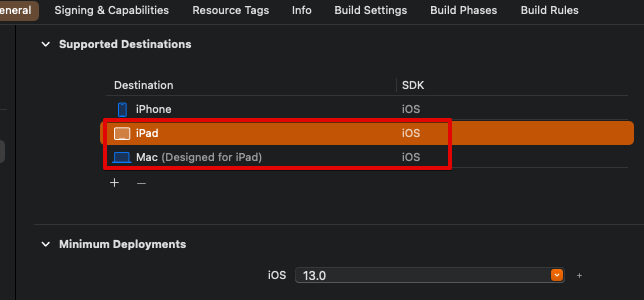 eneral Signing & Capabilities Resource Tags Info Build Settings Build Phases Build Rules
Supported Destinations
Destination SDK
iPhone iOS
iPad iOS
Mac (Designed for iPad) iOS
+ −
Minimum Deployments
iOS 13.0 +